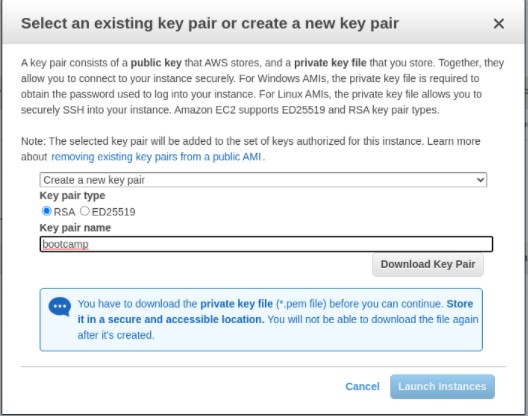 Select an existing key pair or create a new key pair
A key pair consists of a public key that AWS stores, and a private key file that you store. Together, they
allow you to connect to your instance securely. For Windows AMIs, the private key file is required to
obtain the password used to log into your instance. For Linux AMIs, the private key file allows you to
securely SSH into your instance. Amazon EC2 supports ED25519 and RSA key pair types.
Note: The selected key pair will be added to the set of keys authorized for this instance. Learn more
about removing existing key pairs from a public AMI.
Create a new key pair
Key pair type
RSA ED25519
Key pair name
bootcamp
Download Key Pair
You have to download the private key file (*.pem file) before you can continue. Store
it in a secure and accessible location. You will not be able to download the file again
after it's created.
Cancel Launch Instances